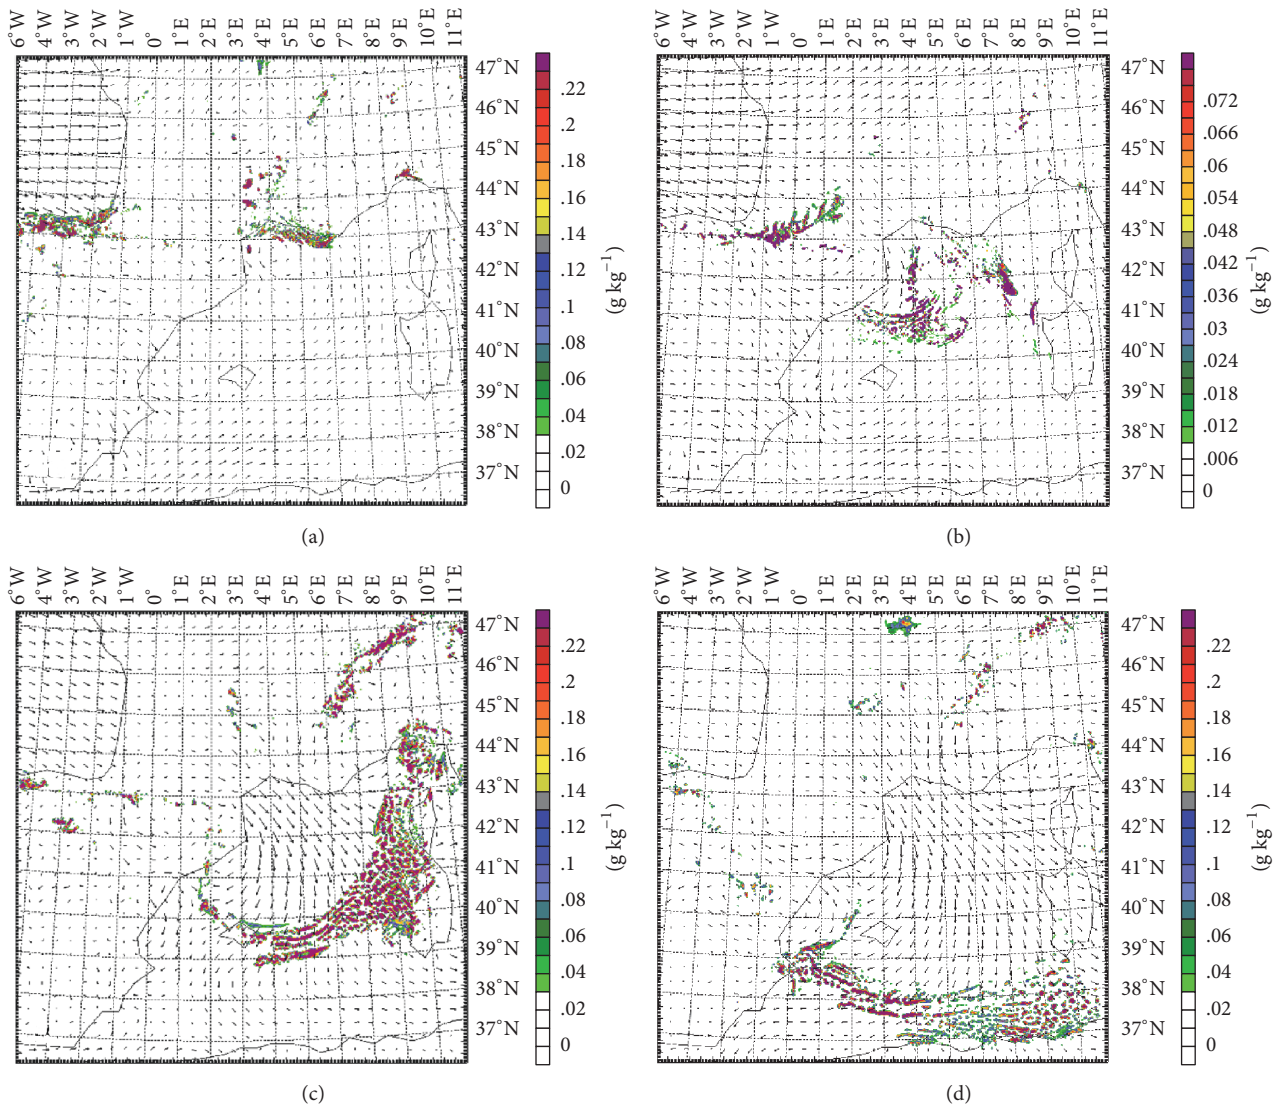 6°W 5°W 4°W 3°W 2°W 1°W 0° 1°E 2°E 3°E 4°E 5°E 6°E 7°E 8°E 9°E 10°E 11°E
47°N
46°N
45°N
44°N
43°N
42°N
41°N
40°N
39°N
38°N
37°N
.22
.2
.18
.16
.14
.12
.1
.08
.06
.04
.02
0
(g kg−1)
(a)
6°W 5°W 4°W 3°W 2°W 1°W 0° 1°E 2°E 3°E 4°E 5°E 6°E 7°E 8°E 9°E 10°E 11°E
47°N
46°N
45°N
44°N
43°N
42°N
41°N
40°N
39°N
38°N
37°N
.072
.066
.06
.054
.048
.042
.036
.03
.024
.018
.012
.006
0
(g kg−1)
(b)
6°W 5°W 4°W 3°W 2°W 1°W 0° 1°E 2°E 3°E 4°E 5°E 6°E 7°E 8°E 9°E 10°E 11°E
47°N
46°N
45°N
44°N
43°N
42°N
41°N
40°N
39°N
38°N
37°N
.22
.2
.18
.16
.14
.12
.1
.08
.06
.04
.02
0
(g kg−1)
(c)
6°W 5°W 4°W 3°W 2°W 1°W 0° 1°E 2°E 3°E 4°E 5°E 6°E 7°E 8°E 9°E 10°E 11°E
47°N
46°N
45°N
44°N
43°N
42°N
41°N
40°N
39°N
38°N
37°N
.22
.2
.18
.16
.14
.12
.1
.08
.06
.04
.02
0
(g kg−1)
(d)